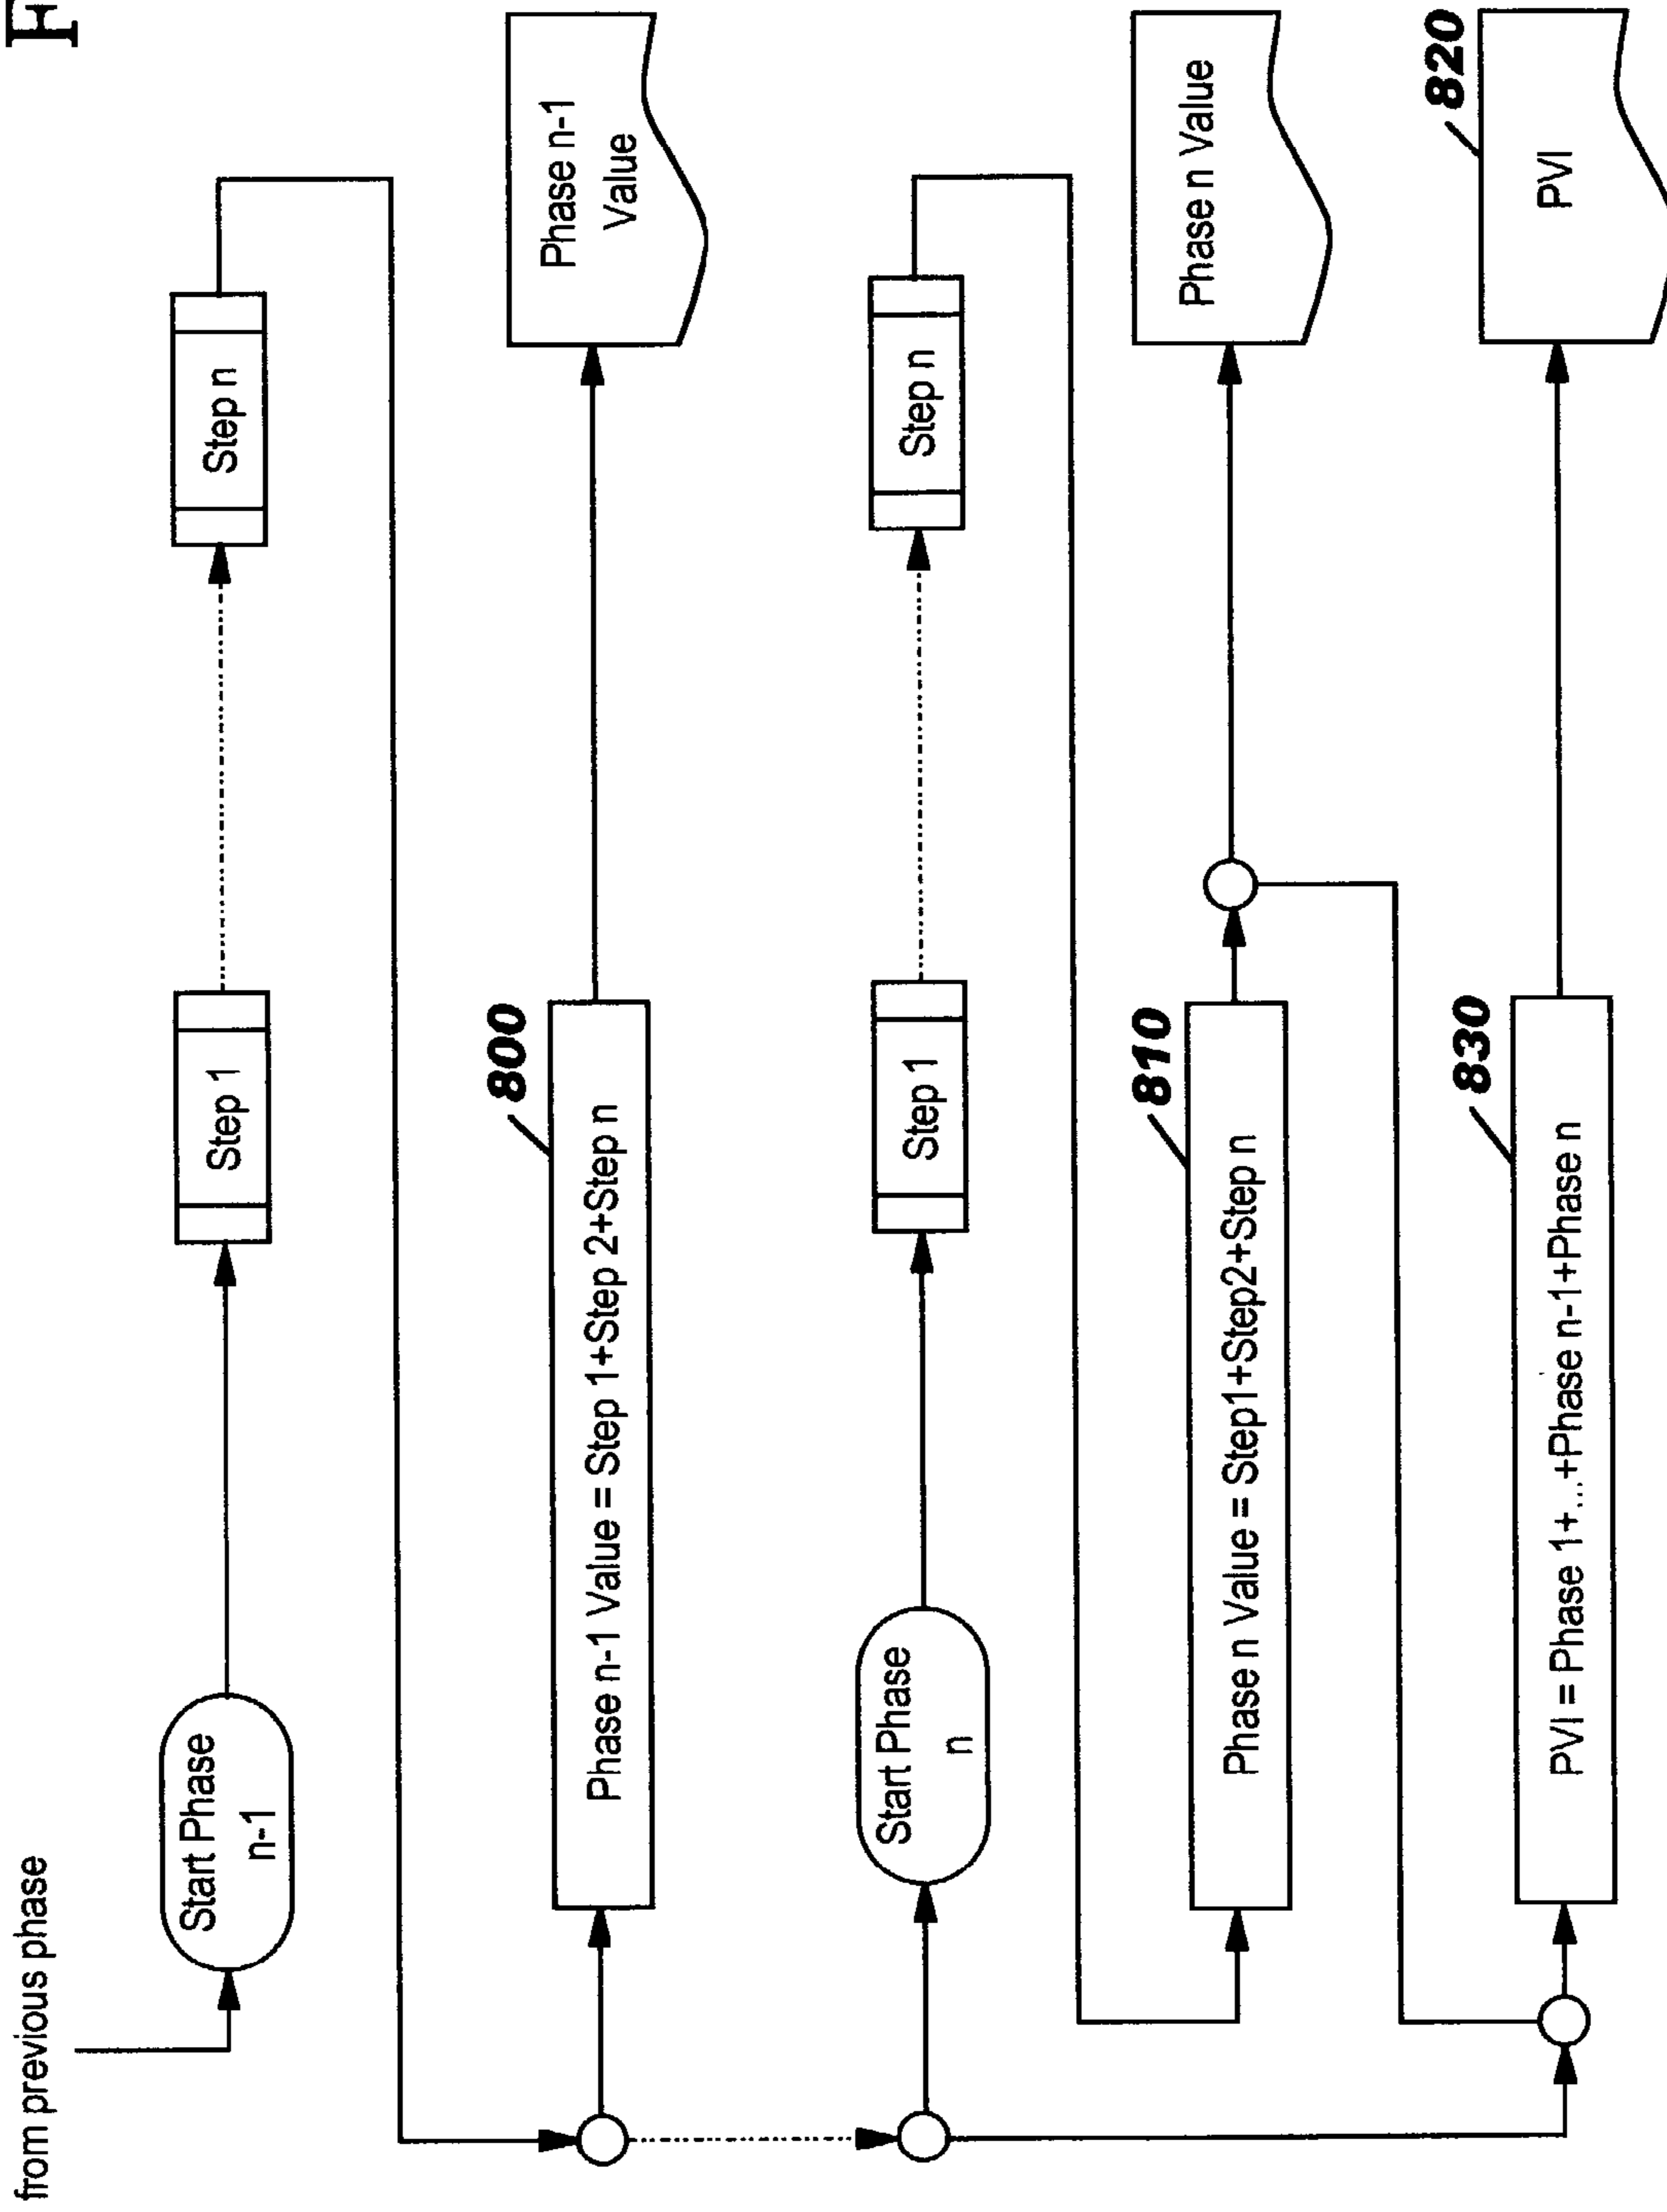 F
from previous phase
Start Phase
n-1
Step 1
Step n
800
Phase n-1 Value = Step 1+Step 2+Step n
Phase n-1
Value
Start Phase
n
Step 1
Step n
810
Phase n Value = Step1+Step2+Step n
Phase n Value
830
PVI = Phase 1+...+Phase n-1+Phase n
820
PVI